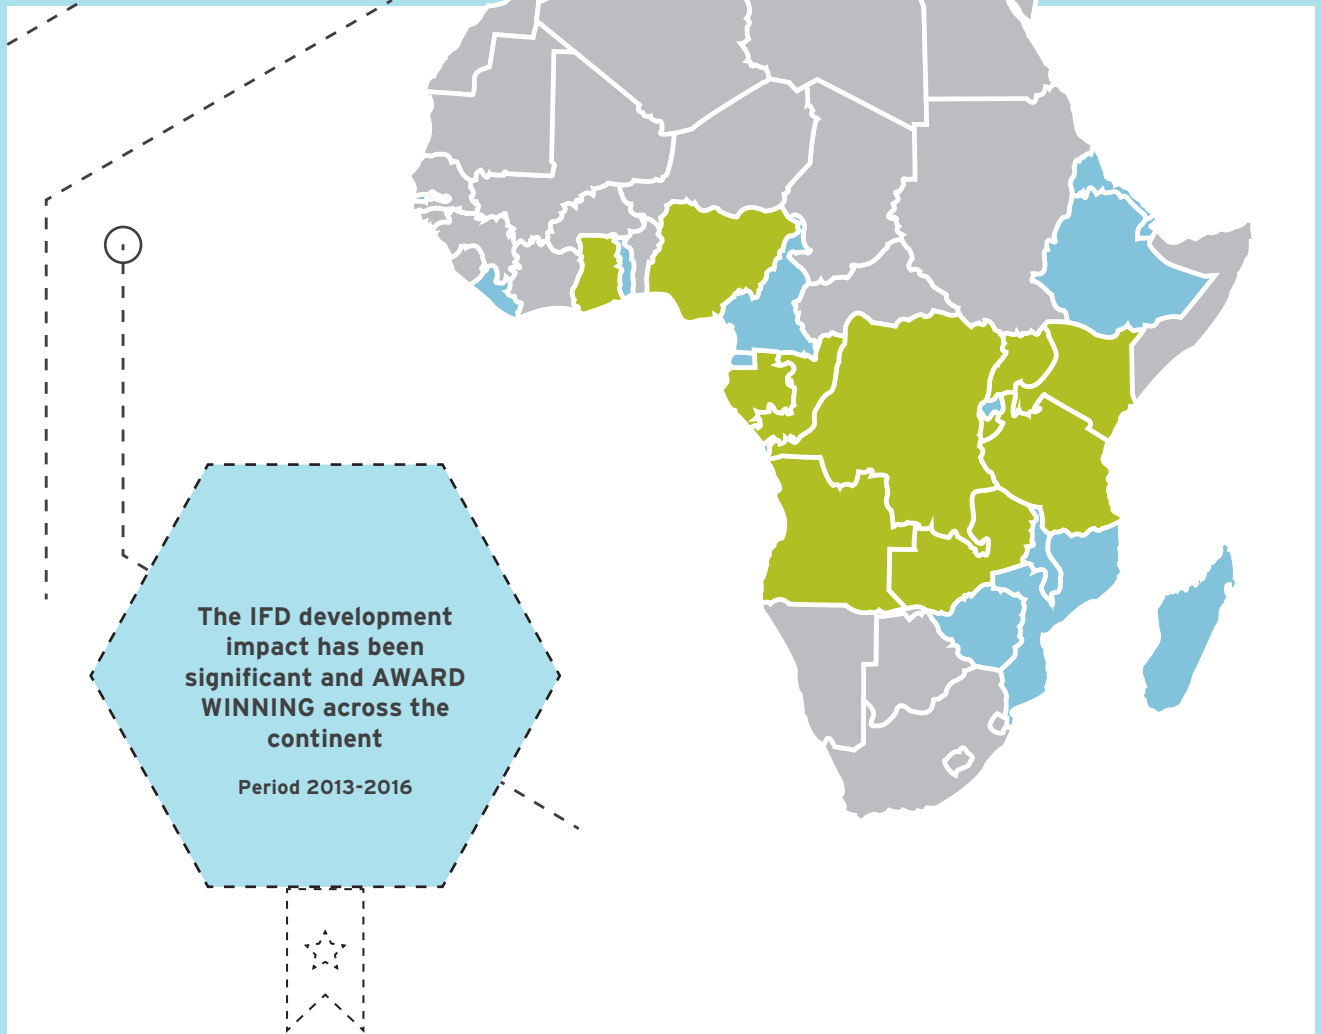 The IFD development
impact has been
significant and AWARD
WINNING across the
continent
Period 2013-2016